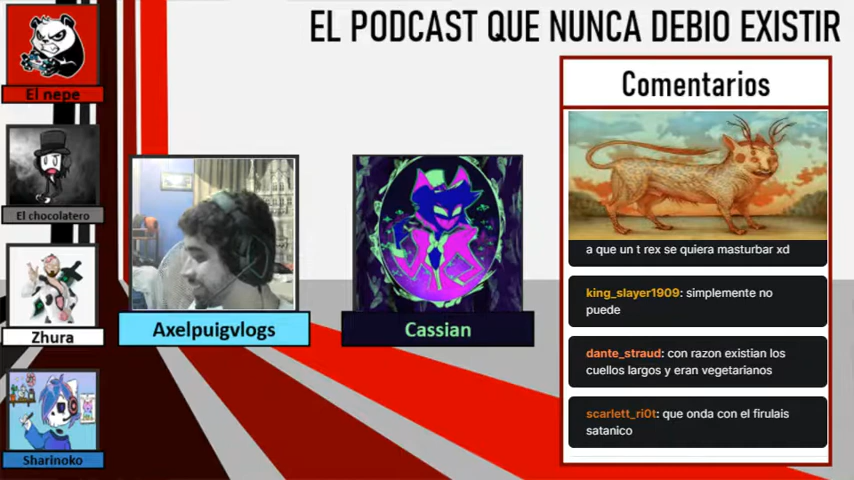 EL PODCAST QUE NUNCA DEBIO EXISTIR
El nepe
El chocolatero
Zhura
Sharinoko
Axelpuigvlogs
Cassian
Comentarios
a que un t rex se quiera masturbar xd
king_slayer1909: simplemente no
puede
dante_straud: con razon existian los
cuellos largos y eran vegetarianos
scarlett_ri0t: que onda con el firulais
satanico